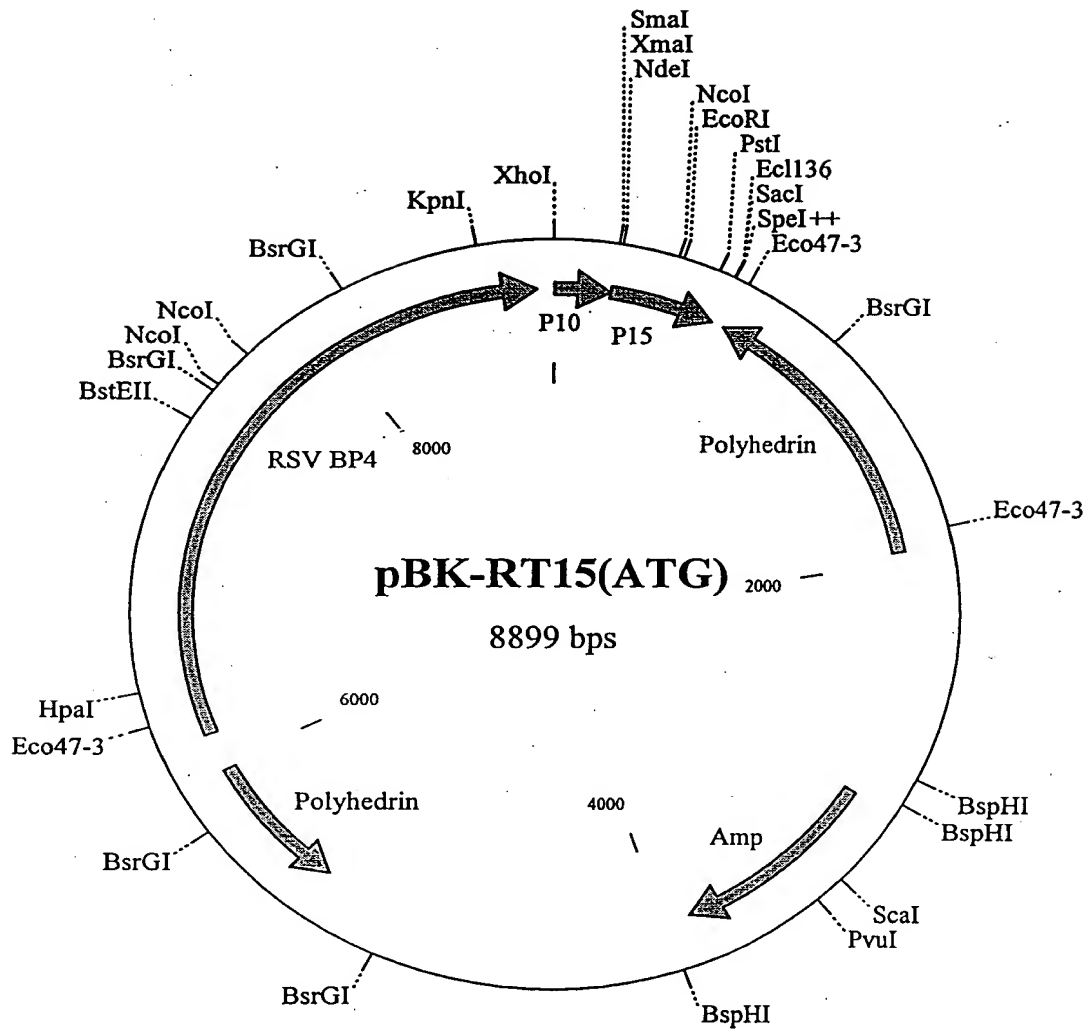 SmaI
XmaI
NdeI
NcoI
EcoRI
PstI
Ecl136
SacI
SpeI++
Eco47-3
XhoI
KpnI
BsrGI
NcoI
NcoI
BsrGI
BstEII
BsrGI
P10
P15
RSV BP4
8000
Polyhedrin
Eco47-3
pBK-RT15(ATG)
2000
8899 bps
HpaI
Eco47-3
6000
Polyhedrin
4000
Amp
BspHI
BspHI
BsrGI
ScaI
PvuI
BsrGI
BspHI